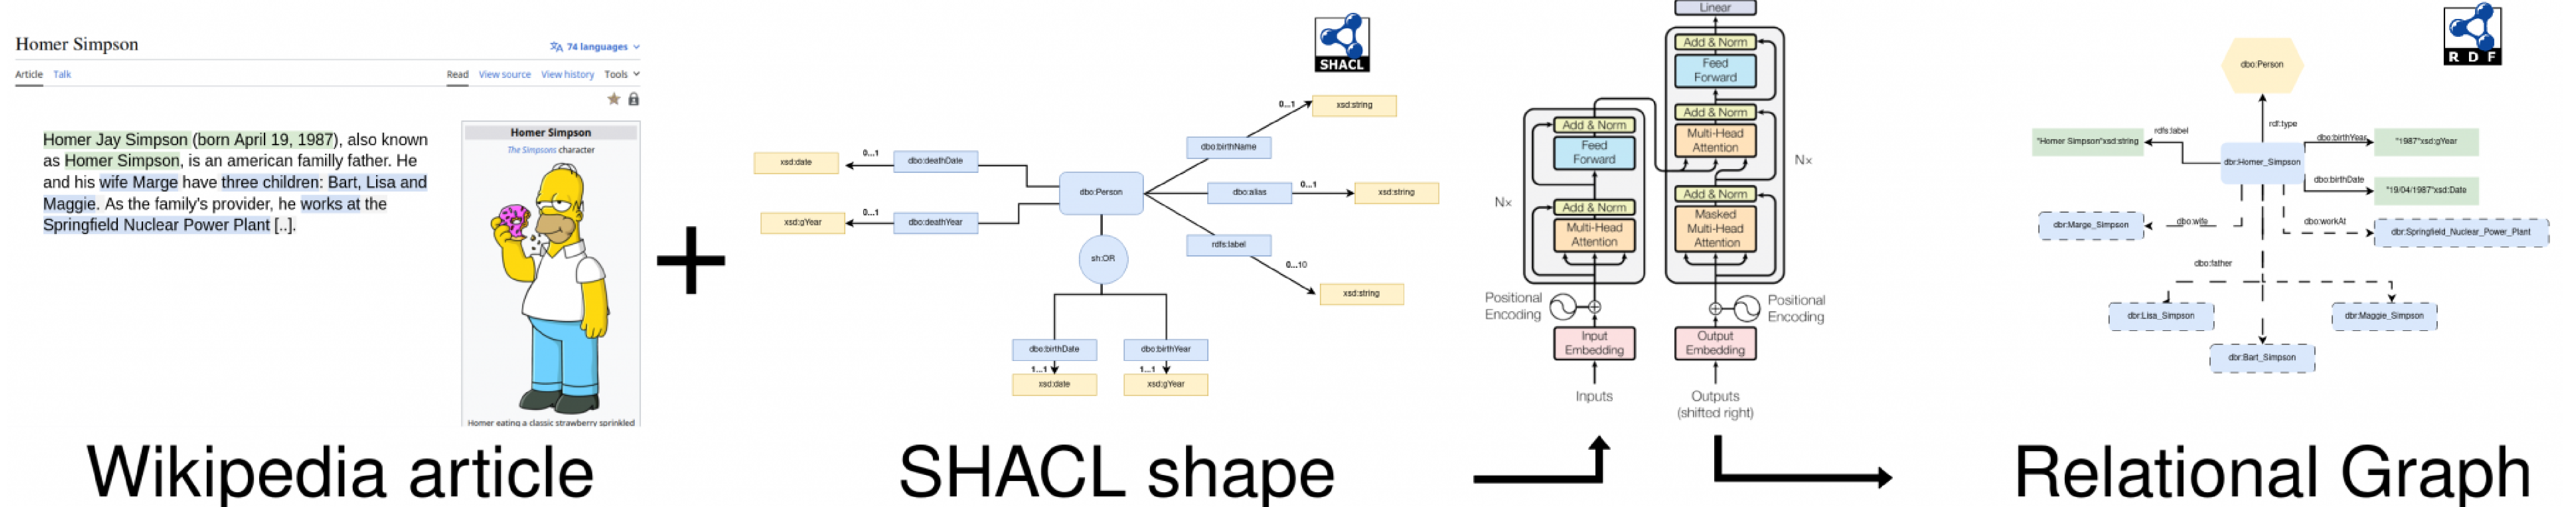 Homer Simpson
74 languages
Article Talk
Read View source View history Tools
Homer Jay Simpson (born April 19, 1987), also known
as Homer Simpson, is an american familly father. He
and his wife Marge have three children: Bart, Lisa and
Maggie. As the family's provider, he works at the
Springfield Nuclear Power Plant [..].
Homer Simpson
The Simpsons character
Homer eating a classic strawberry sprinkled
Wikipedia article
+
SHACL
xsd:date
0...1
dbo:deathDate
xsd:gYear
0...1
dbo:deathYear
dbo:Person
dbo:birthName
0...1
xsd:string
dbo:alias
0...1
xsd:string
rdfs:label
0...10
xsd:string
sh:OR
dbo:birthDate
1...1
xsd:date
dbo:birthYear
1...1
xsd:gYear
SHACL shape
Linear
Add & Norm
Feed
Forward
Add & Norm
Multi-Head
Attention
Add & Norm
Masked
Multi-Head
Attention
Nx
Add & Norm
Feed
Forward
Add & Norm
Multi-Head
Attention
Nx
Positional
Encoding
Positional
Encoding
Input
Embedding
Output
Embedding
Inputs
Outputs
(shifted right)
RDF
dbo:Person
rdf:type
rdfs:label
"Homer Simpson"xsd:string
dbr:Homer_Simpson
dbo:birthYear
"1987"xsd:gYear
dbo:birthDate
"19/04/1987"xsd:Date
dbo:wife
dbr:Marge_Simpson
dbo:workAt
dbr:Springfield_Nuclear_Power_Plant
dbo:father
dbr:Lisa_Simpson
dbr:Maggie_Simpson
dbr:Bart_Simpson
Relational Graph